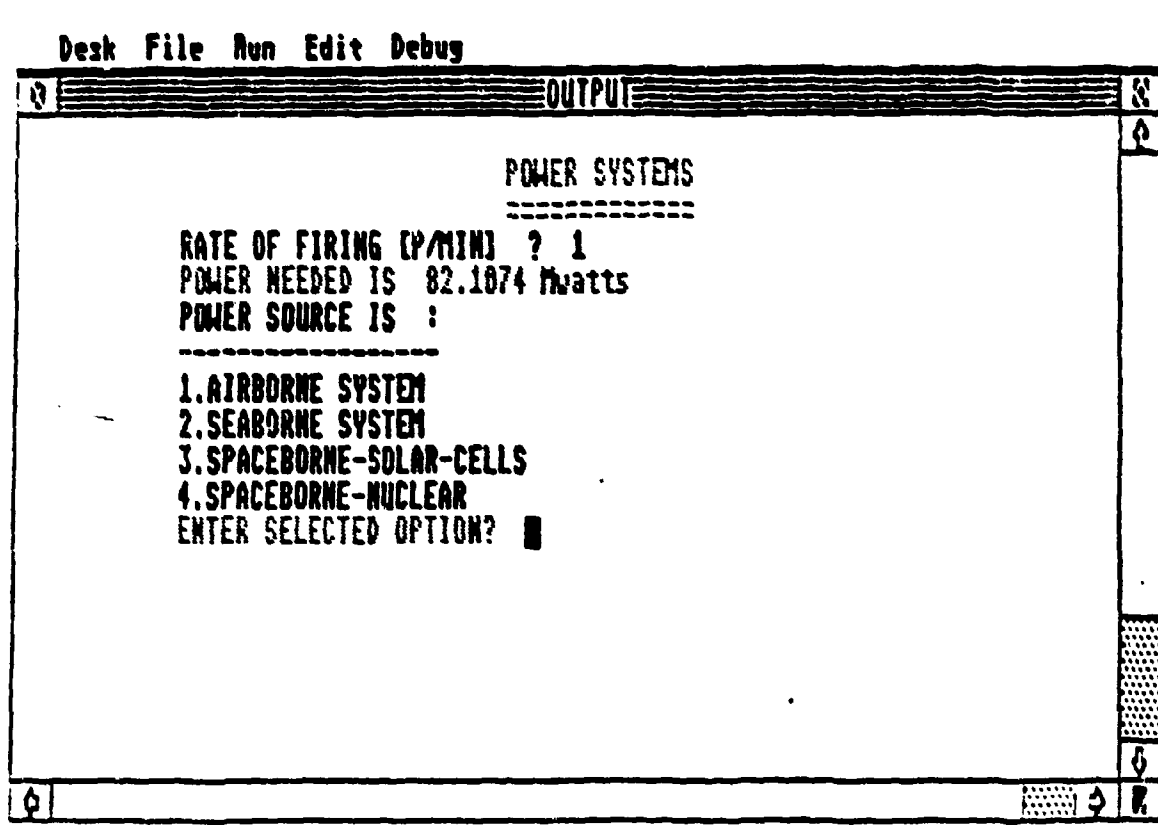 Desk File Run Edit Debug
OUTPUT
POWER SYSTEMS
=============
RATE OF FIRING [P/MIN] ? 1
POWER NEEDED IS 82.1074 Mwatts
POWER SOURCE IS :
------------------
1.AIRBORNE SYSTEM
2.SEABORNE SYSTEM
3.SPACEBORNE-SOLAR-CELLS
4.SPACEBORNE-NUCLEAR
ENTER SELECTED OPTION?